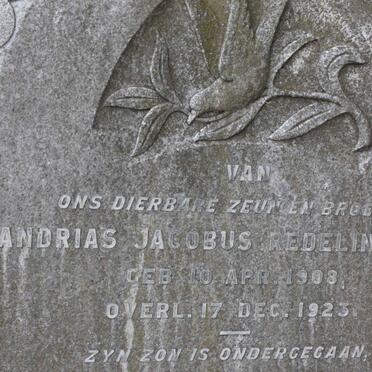 VAN
ONS DIERBARE ZEUN EN BROE
ANDRIAS JACOBUS REDELIN
GEB. 10 APR. 1908.
OVERL. 17 DEC. 1923.
ZYN ZON IS ONDERGEGAAN,